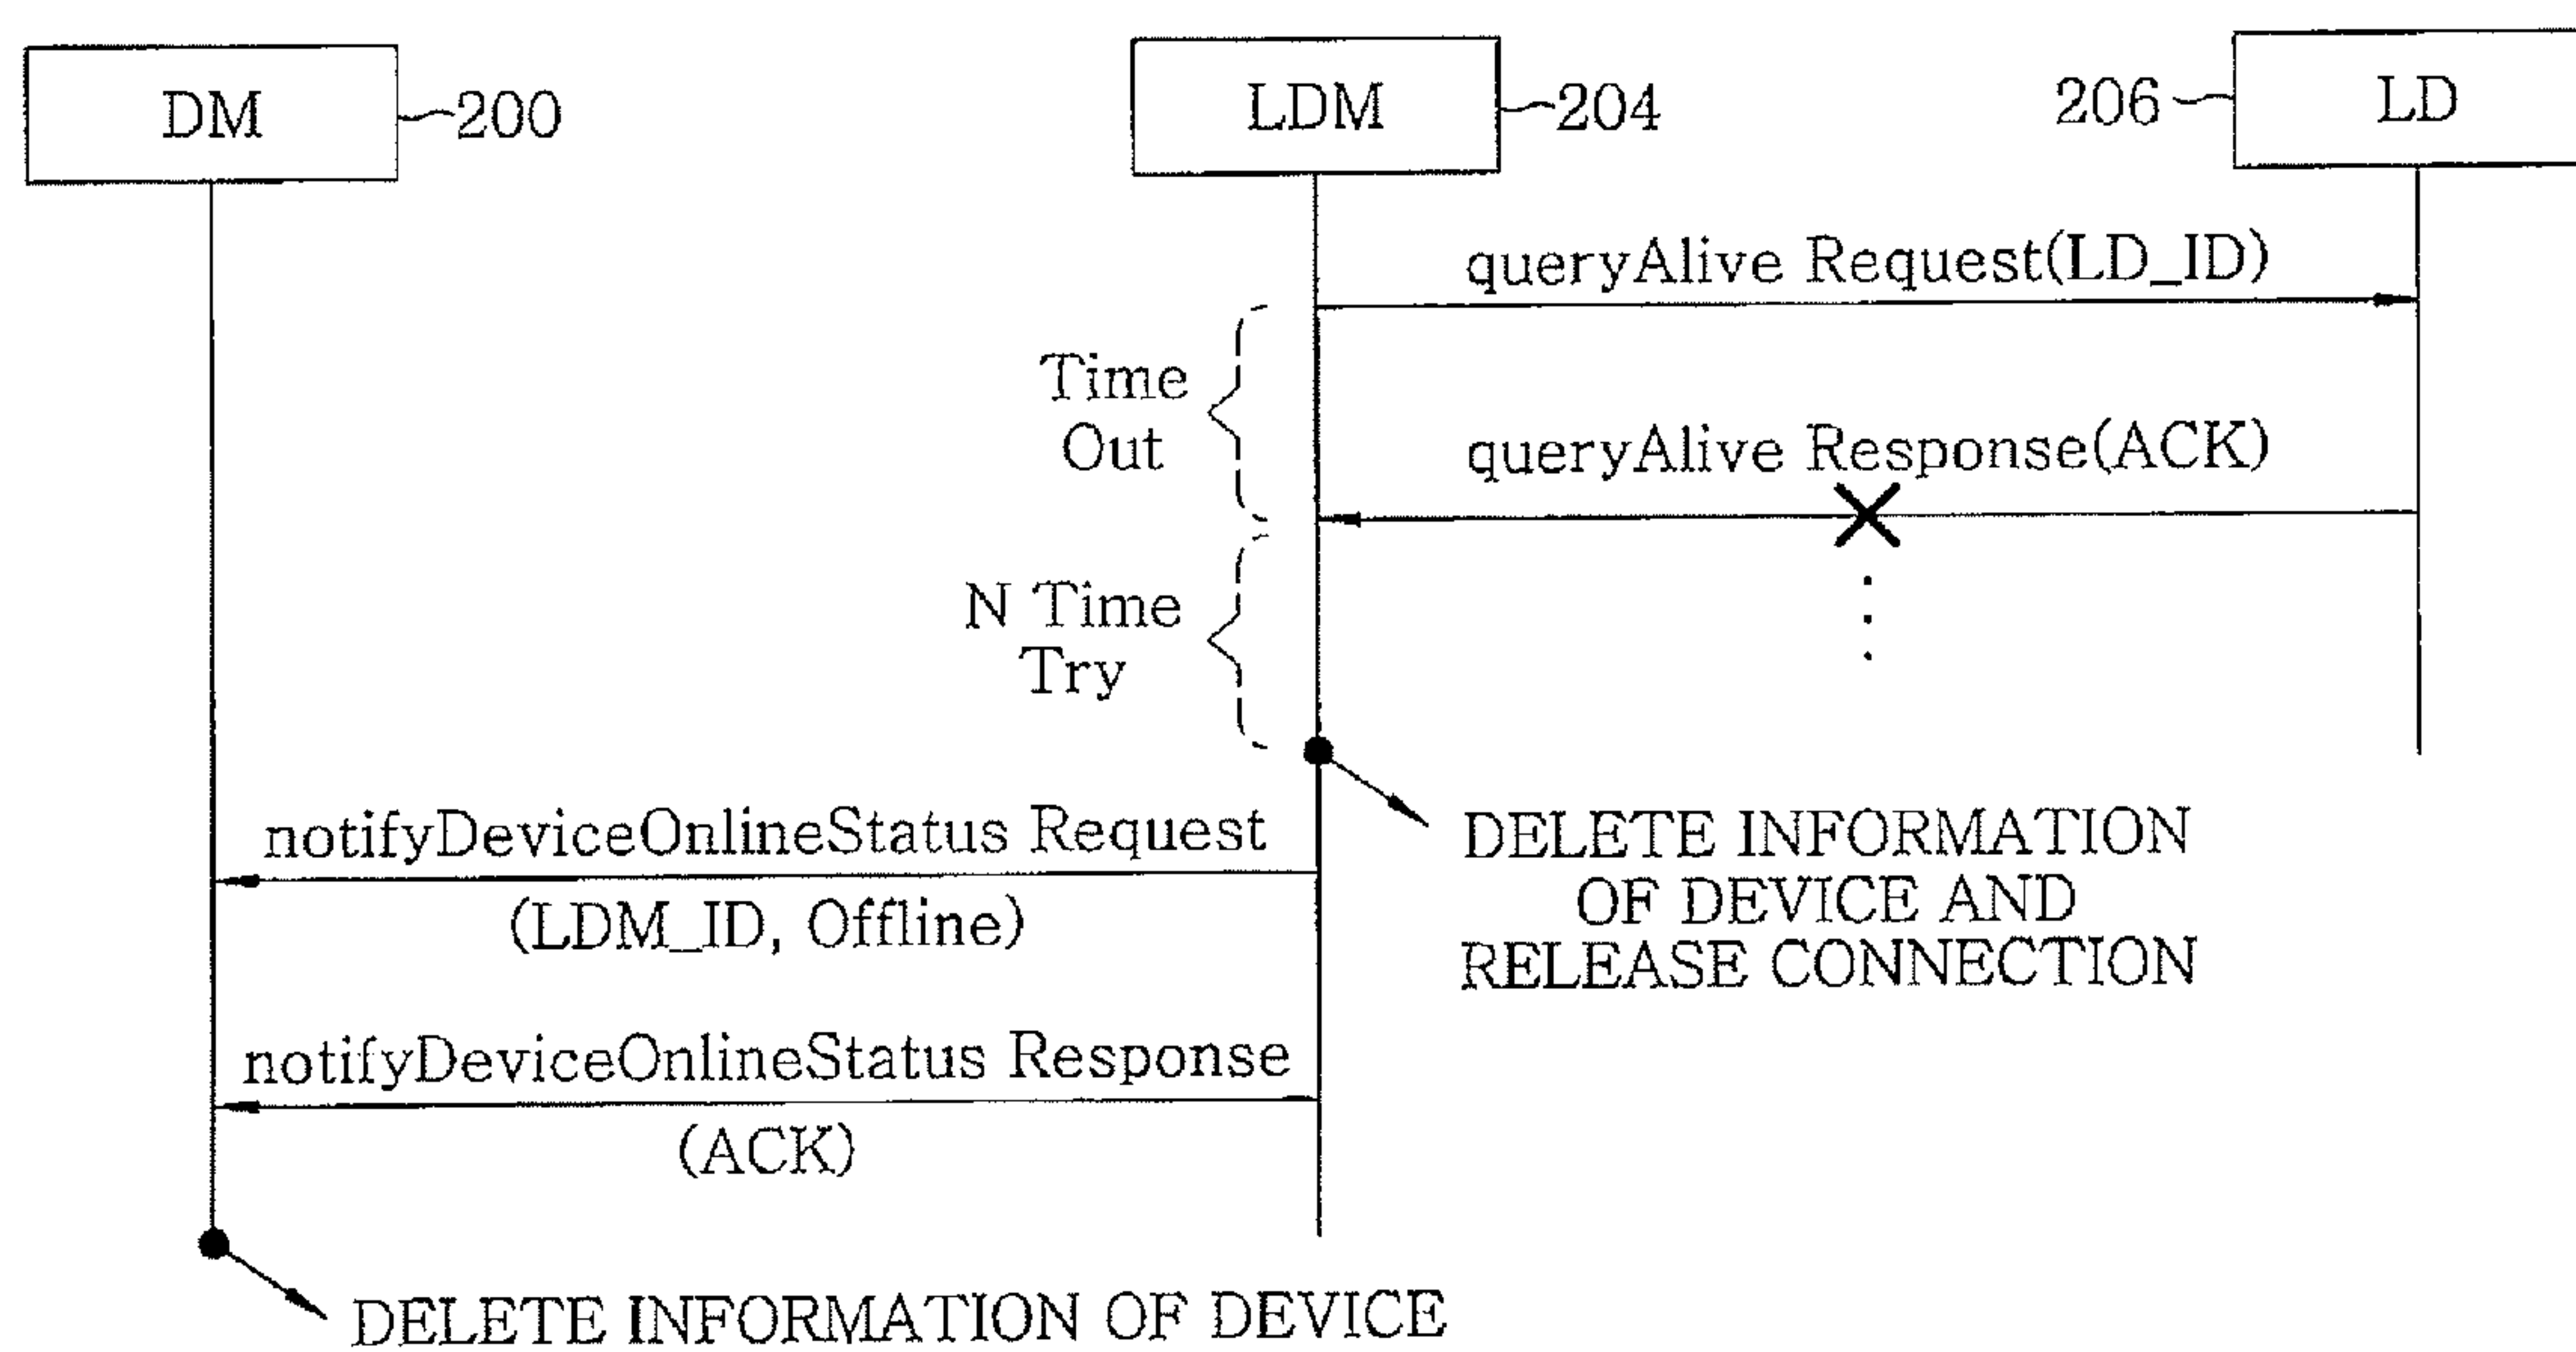 DM
200
LDM
204
206
LD
queryAlive Request(LD_ID)
Time
Out
queryAlive Response(ACK)
N Time
Try
notifyDeviceOnlineStatus Request
(LDM_ID, Offline)
DELETE INFORMATION
OF DEVICE AND
RELEASE CONNECTION
notifyDeviceOnlineStatus Response
(ACK)
DELETE INFORMATION OF DEVICE